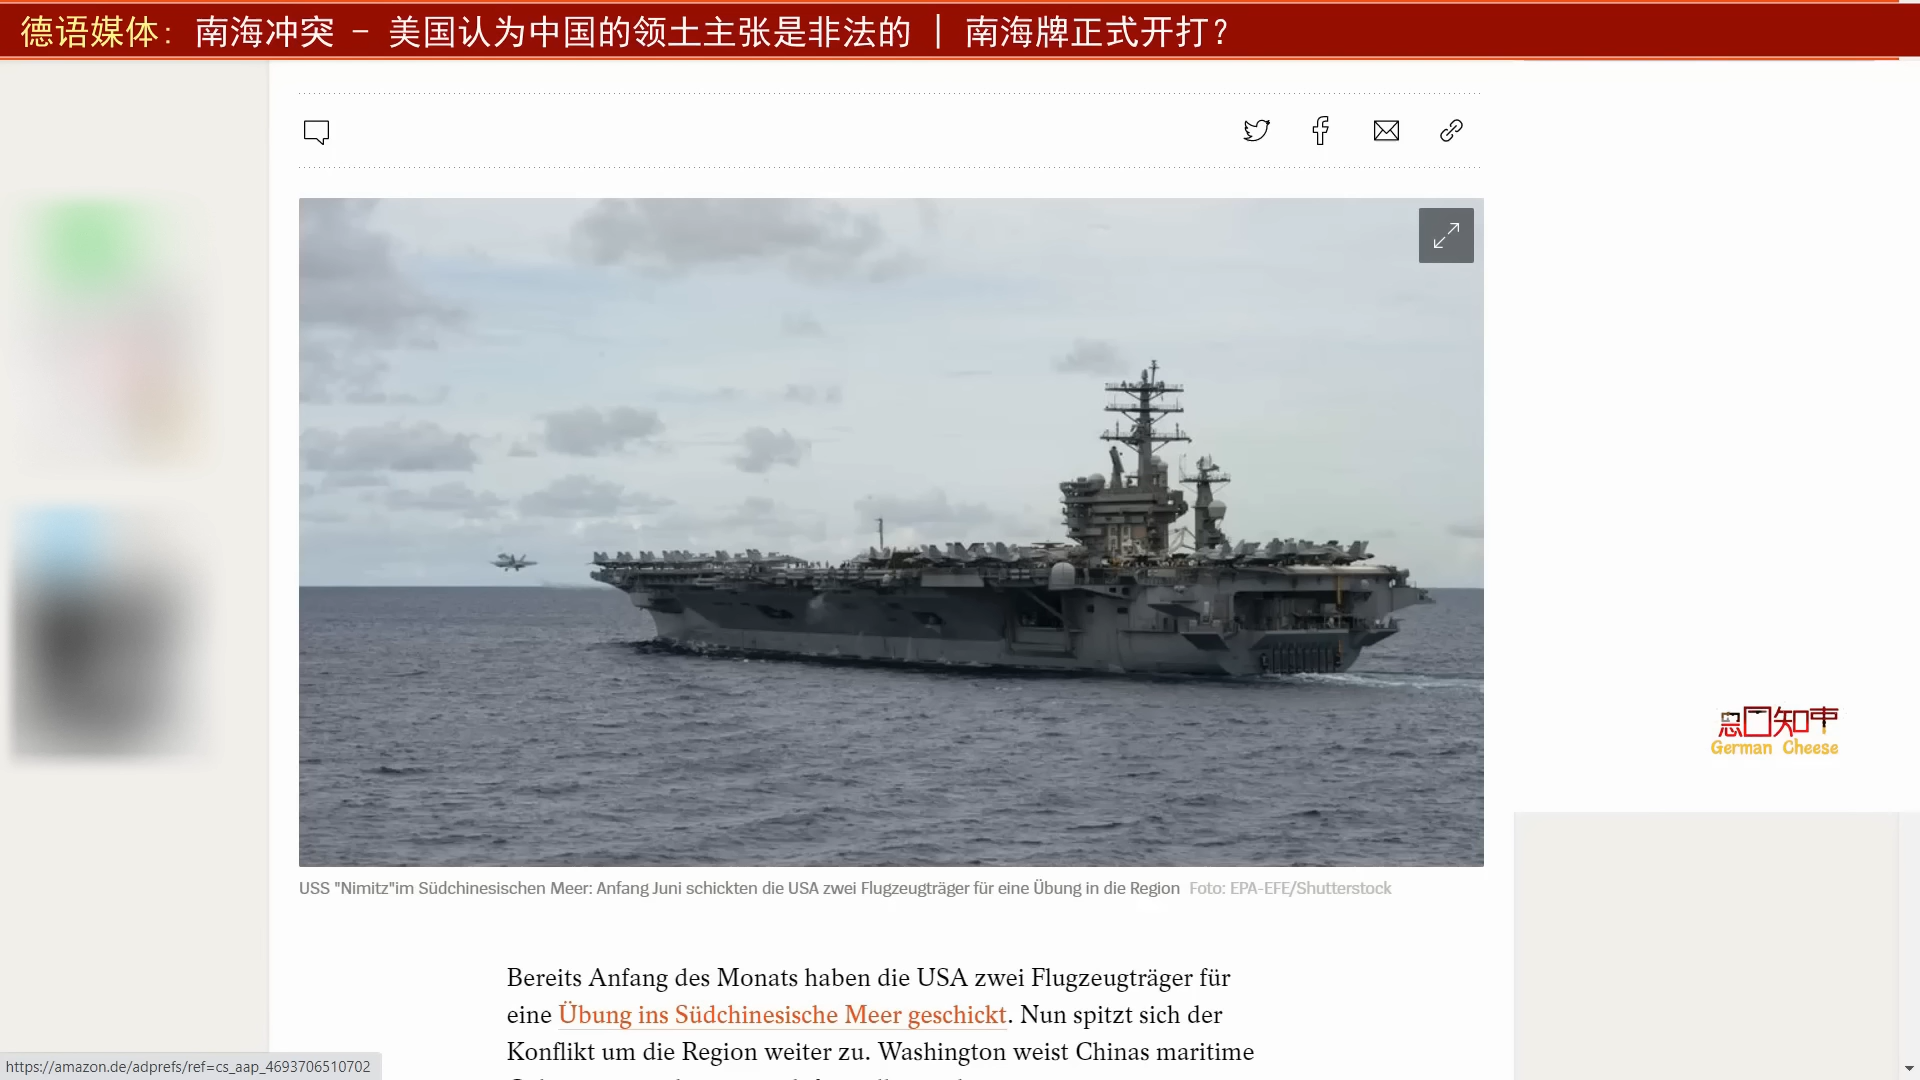 德语媒体: 南海冲突 - 美国认为中国的领土主张是非法的 | 南海牌正式开打?
German Cheese
USS "Nimitz"im Südchinesischen Meer: Anfang Juni schickten die USA zwei Flugzeugträger für eine Übung in die Region Foto: EPA-EFE/Shutterstock
Bereits Anfang des Monats haben die USA zwei Flugzeugträger für
eine Übung ins Südchinesische Meer geschickt. Nun spitzt sich der
Konflikt um die Region weiter zu. Washington weist Chinas maritime
https://amazon.de/adprefs/ref=cs_aap_4693706510702